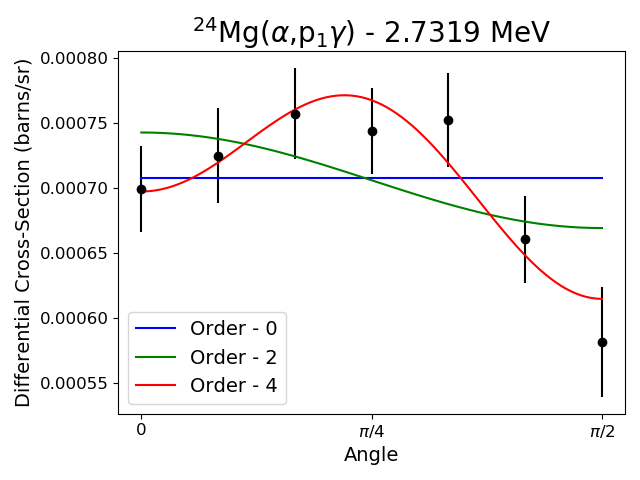 ²⁴Mg(α,p₁γ) - 2.7319 MeV
Differential Cross-Section (barns/sr)
0.00080
0.00075
0.00070
0.00065
0.00060
0.00055
Order - 0
Order - 2
Order - 4
0 π/4 π/2
Angle